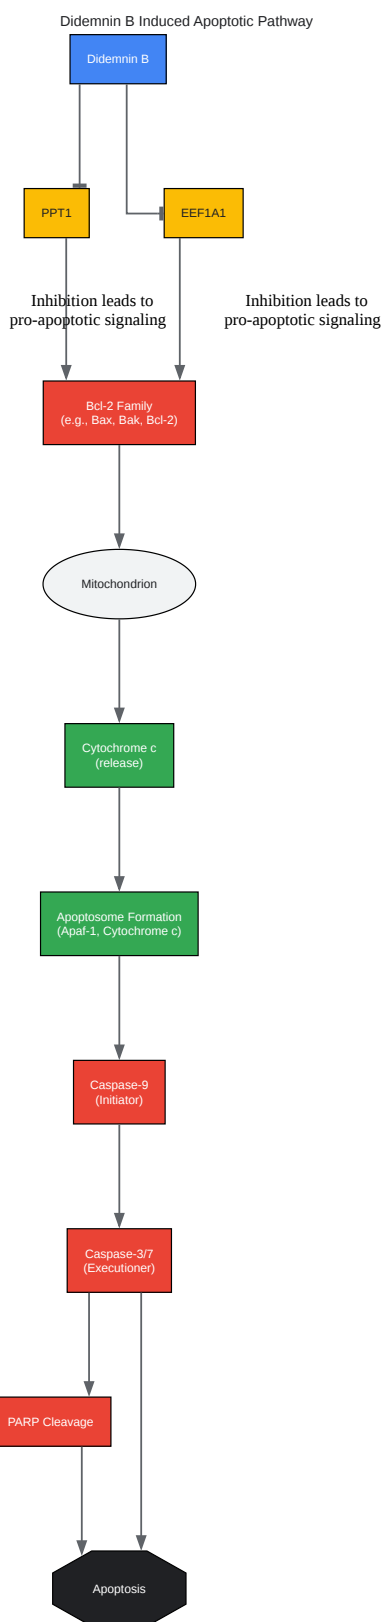 Didemnin B Induced Apoptotic Pathway
Didemnin B
PPT1
EEF1A1
Inhibition leads to
pro-apoptotic signaling
Inhibition leads to
pro-apoptotic signaling
Bcl-2 Family
(e.g., Bax, Bak, Bcl-2)
Mitochondrion
Cytochrome c
(release)
Apoptosome Formation
(Apaf-1, Cytochrome c)
Caspase-9
(Initiator)
Caspase-3/7
(Executioner)
PARP Cleavage
Apoptosis